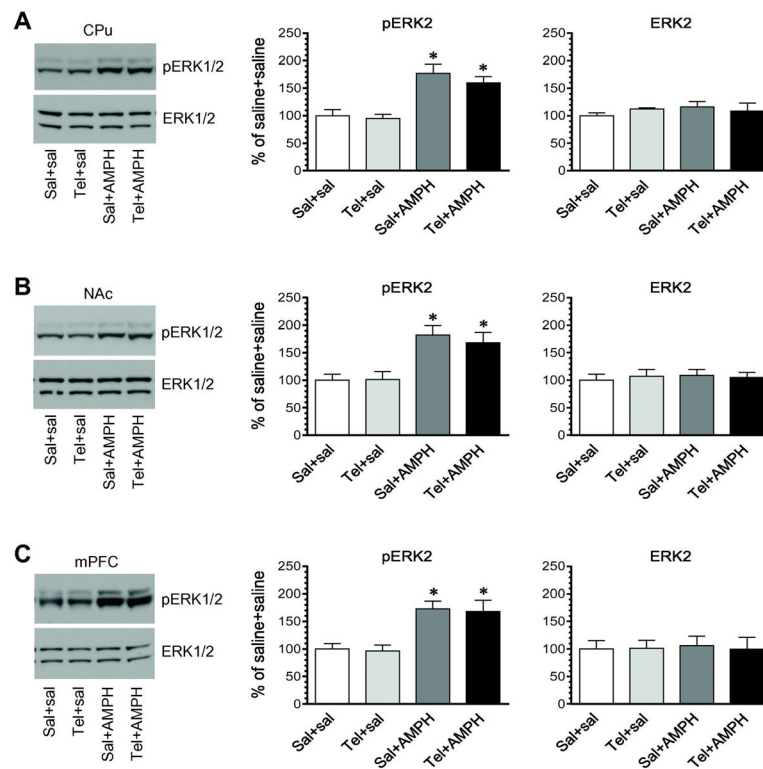 A
CPu
pERK1/2
ERK1/2
Sal+sal
Tel+sal
Sal+AMPH
Tel+AMPH
pERK2
% of saline+saline
250
200
150
100
50
0
*
*
Sal+sal
Tel+sal
Sal+AMPH
Tel+AMPH
ERK2
250
200
150
100
50
0
Sal+sal
Tel+sal
Sal+AMPH
Tel+AMPH
B
NAc
pERK1/2
ERK1/2
Sal+sal
Tel+sal
Sal+AMPH
Tel+AMPH
pERK2
% of saline+saline
250
200
150
100
50
0
*
*
Sal+sal
Tel+sal
Sal+AMPH
Tel+AMPH
ERK2
250
200
150
100
50
0
Sal+sal
Tel+sal
Sal+AMPH
Tel+AMPH
C
mPFC
pERK1/2
ERK1/2
Sal+sal
Tel+sal
Sal+AMPH
Tel+AMPH
pERK2
% of saline+saline
250
200
150
100
50
0
*
*
Sal+sal
Tel+sal
Sal+AMPH
Tel+AMPH
ERK2
250
200
150
100
50
0
Sal+sal
Tel+sal
Sal+AMPH
Tel+AMPH